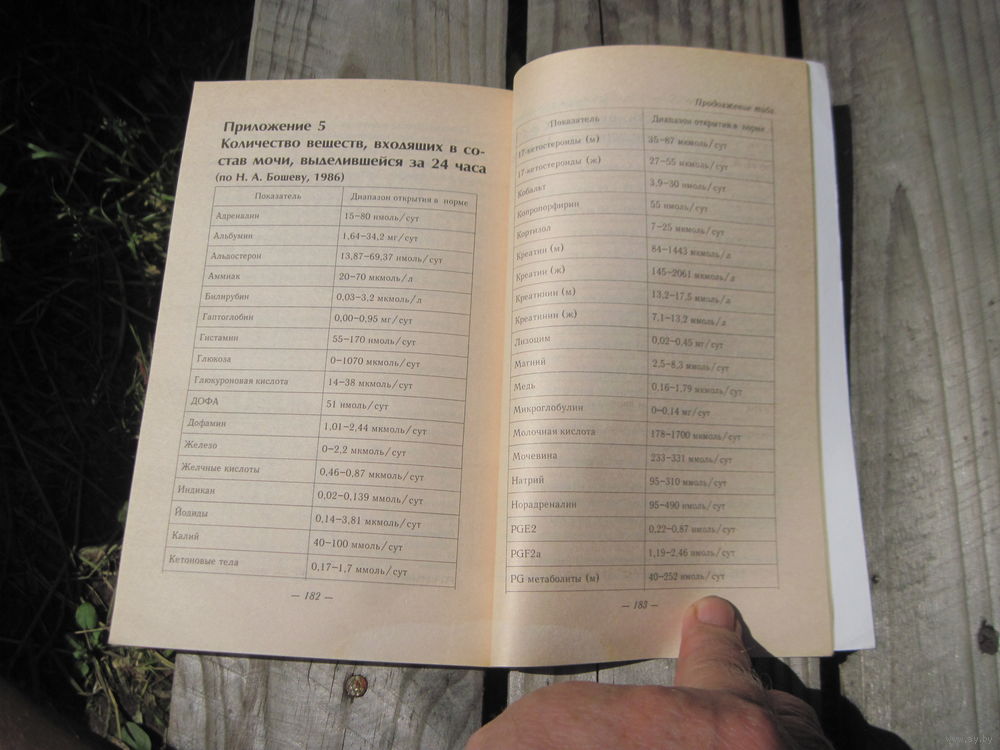 Приложение 5
Количество веществ, входящих в со-
став мочи, выделившейся за 24 часа
(по Н. А. Бошеву, 1986)
Показатель Диапазон открытия в норме
Адреналин 15–80 нмоль/сут
Альбумин 1,64–34,2 мг/сут
Альдостерон 13,87–69,37 нмоль/сут
Аммиак 20–70 мкмоль/л
Билирубин 0,03–3,2 мкмоль/л
Гаптоглобин 0,00–0,95 мг/сут
Гистамин 55–170 нмоль/сут
Глюкоза 0–1070 мкмоль/сут
Глюкуроновая кислота 14–38 мкмоль/сут
ДОФА 51 нмоль/сут
Дофамин 1,01–2,44 мкмоль/сут
Железо 0–2,2 мкмоль/сут
Желчные кислоты 0,46–0,87 мкмоль/сут
Индикан 0,02–0,139 мкмоль/сут
Йодиды 0,14–3,81 мкмоль/сут
Калий 40–100 ммоль/сут
Кетоновые тела 0,17–1,7 ммоль/сут
— 182 —
Продолжение табл.
Показатель Диапазон открытия в норме
17-кетостероиды (м) 35–87 мкмоль/сут
17-кетостероиды (ж) 27–55 мкмоль/сут
Кобальт 3,9–30 нмоль/сут
Копропорфирин 55 нмоль/сут
Кортизол 7–25 мкмоль/сут
Креатин (м) 84–1443 мкмоль/л
Креатин (ж) 145–2061 мкмоль/л
Креатинин (м) 13,2–17,5 ммоль/л
Креатинин (ж) 7,1–13,2 ммоль/л
Лизоцим 0,02–0,45 мг/сут
Магний 2,5–8,3 ммоль/сут
Медь 0,16–1,79 мкмоль/сут
Микроглобулин 0–0,14 мг/сут
Молочная кислота 178–1700 мкмоль/сут
Мочевина 233–331 ммоль/сут
Натрий 95–310 ммоль/сут
Норадреналин 95–490 нмоль/сут
PGE2 0,22–0,87 нмоль/сут
PGF2a 1,19–2,46 нмоль/сут
PG метаболиты (м) 40–252 нмоль/сут
— 183 —
www.ay.by